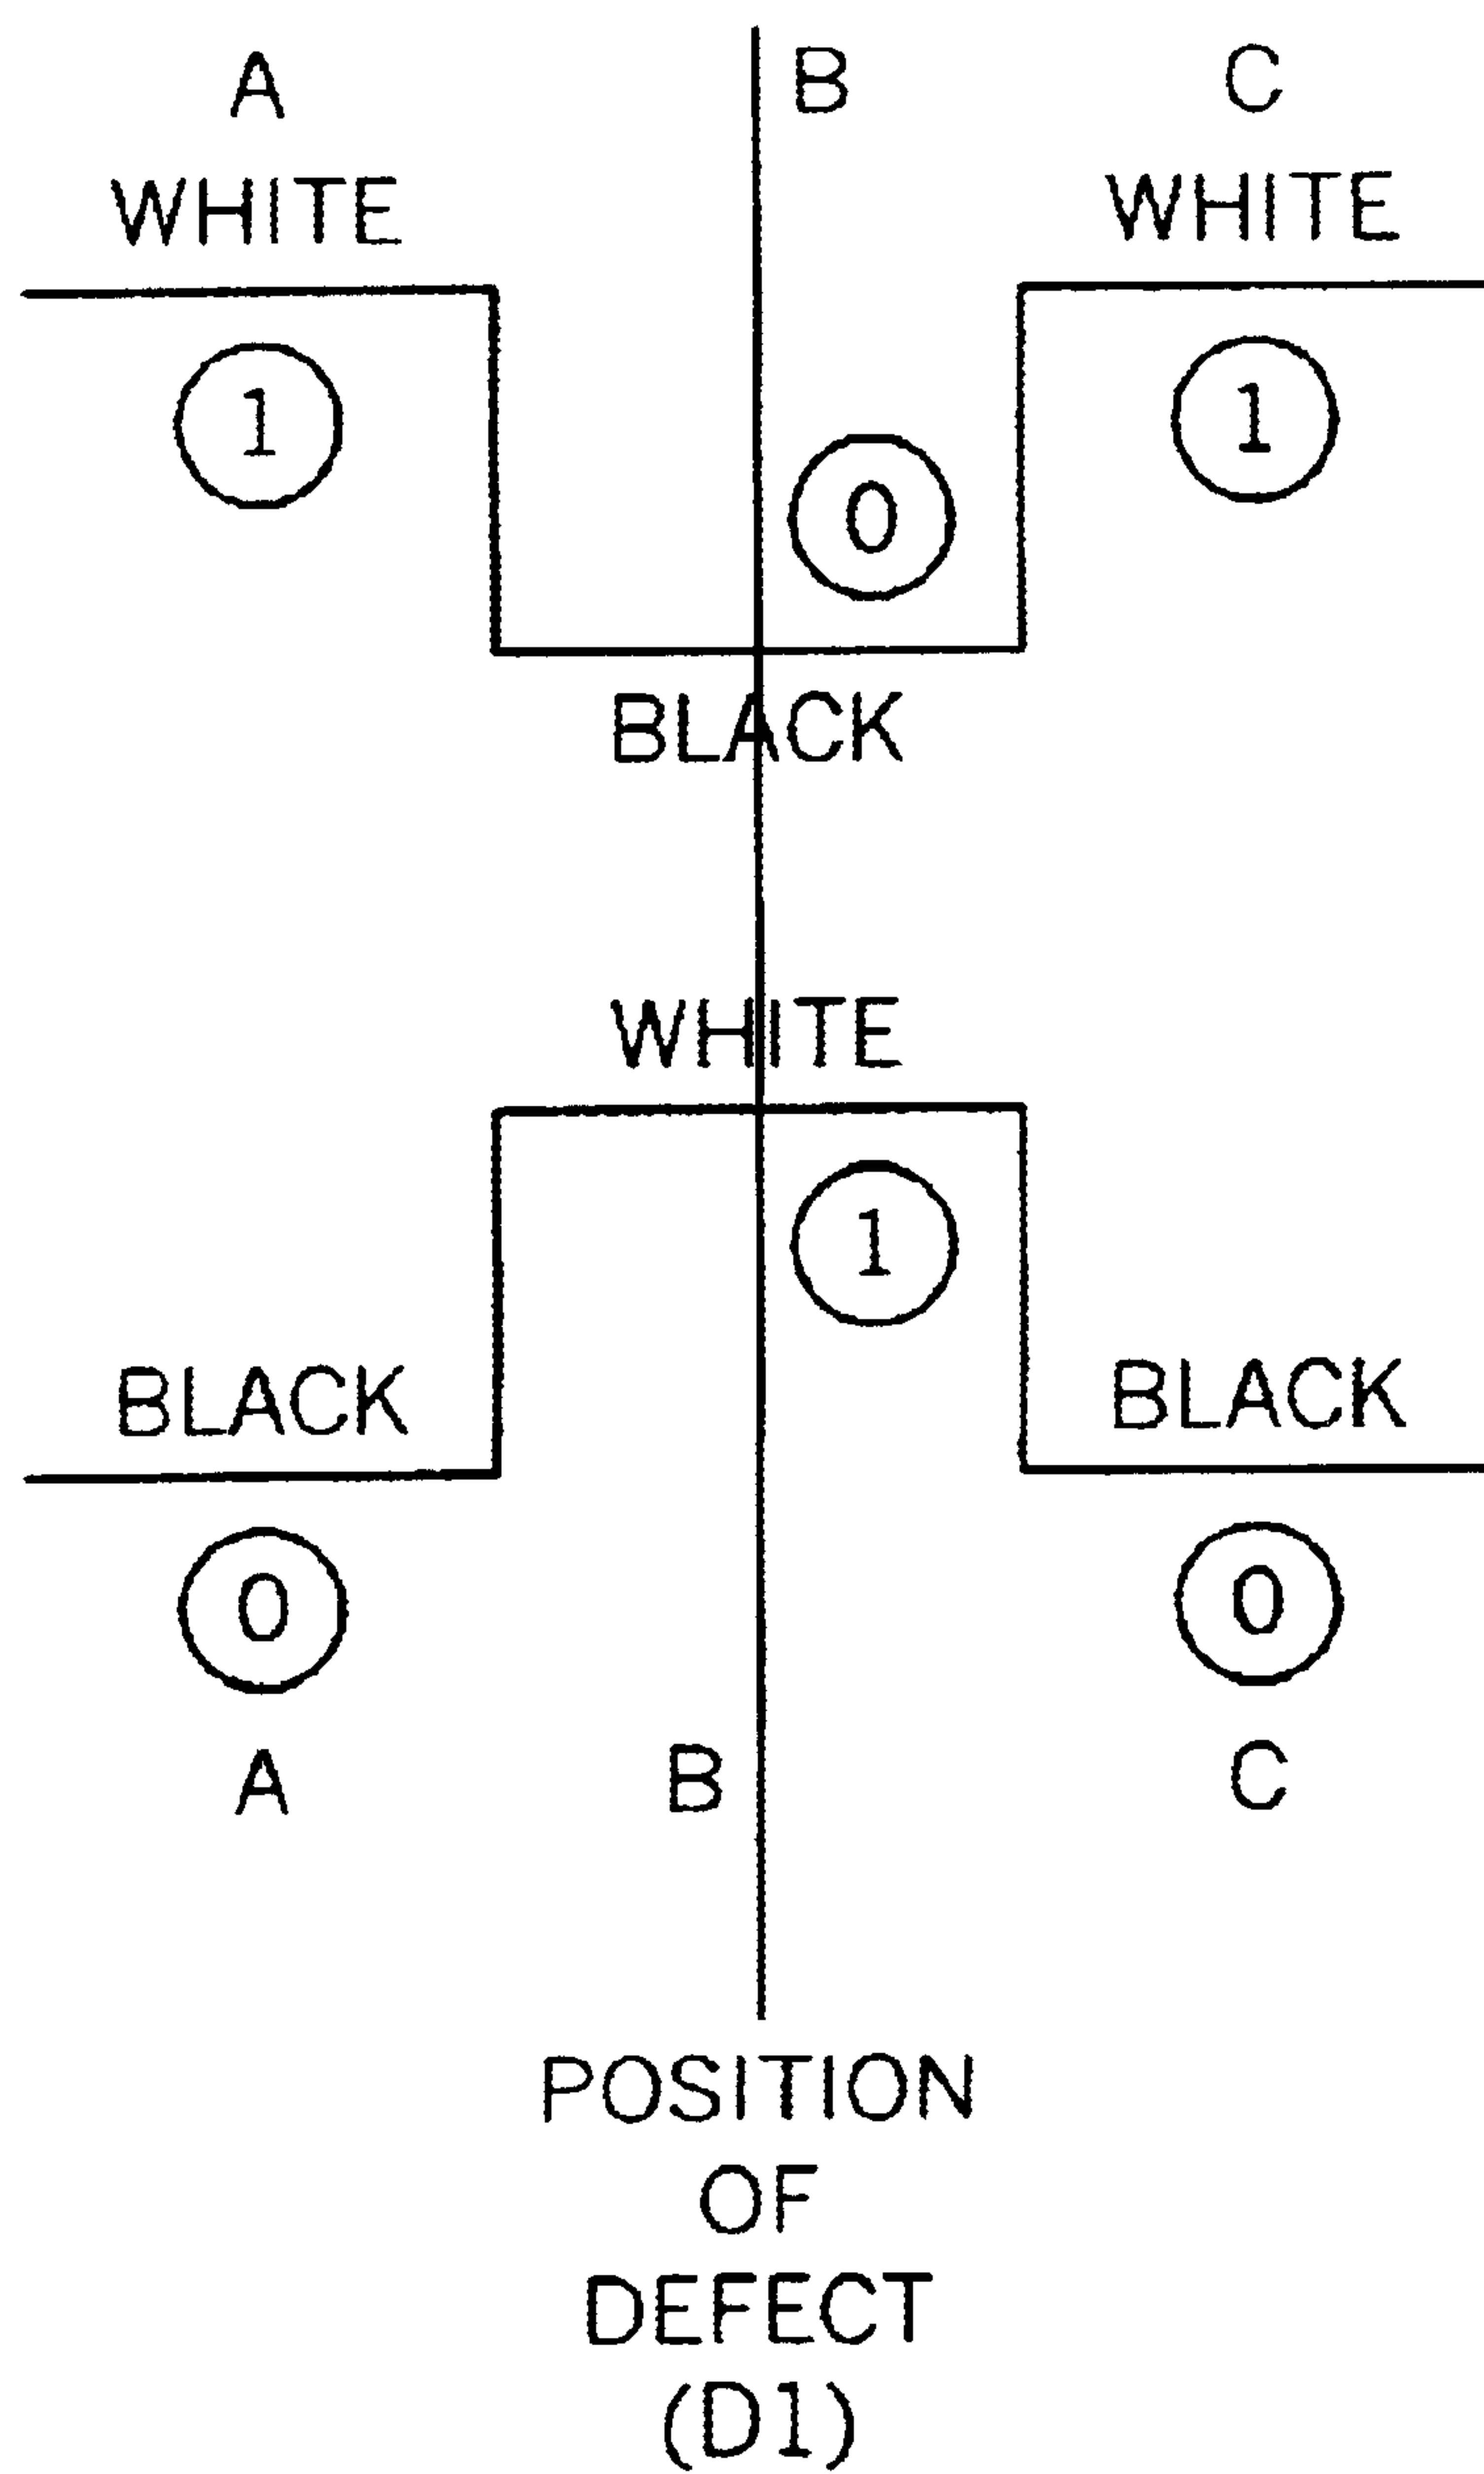 A B C
WHITE WHITE
1 1
0
BLACK
WHITE
1
BLACK BLACK
0 0
A B C
POSITION
OF
DEFECT
(D1)